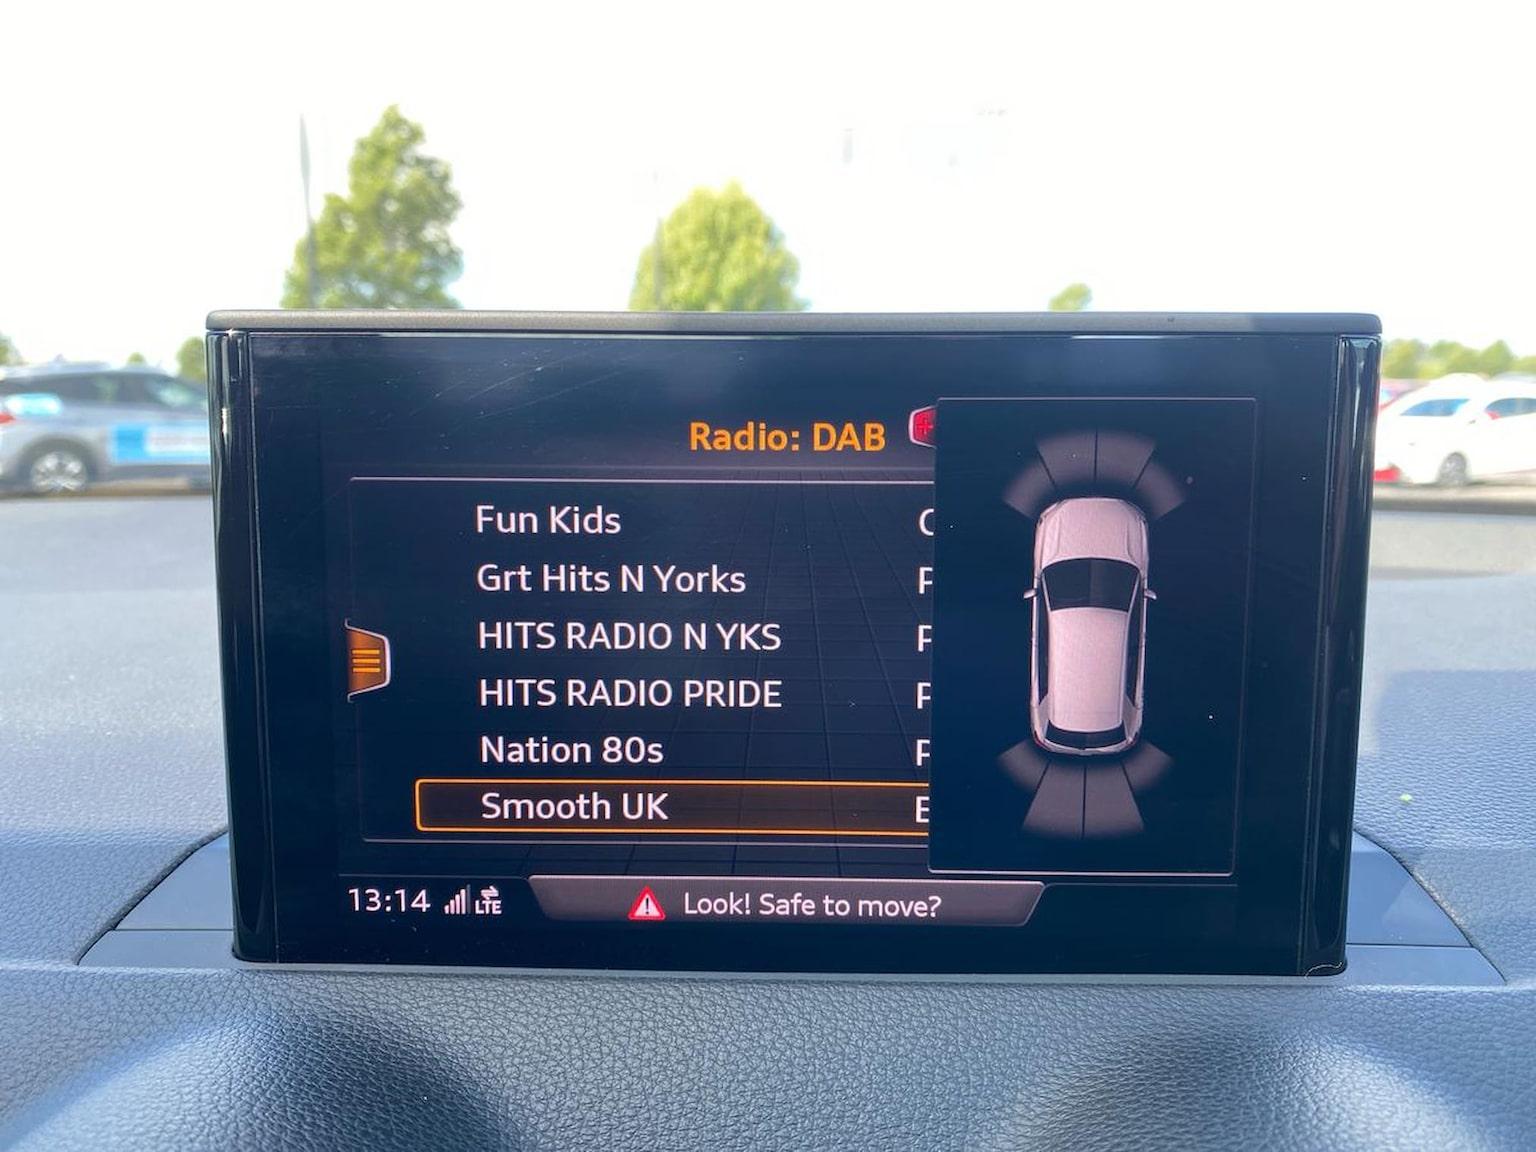 Radio: DAB
Fun Kids
Grt Hits N Yorks
HITS RADIO N YKS
HITS RADIO PRIDE
Nation 80s
Smooth UK
13:14 LTE
Look! Safe to move?